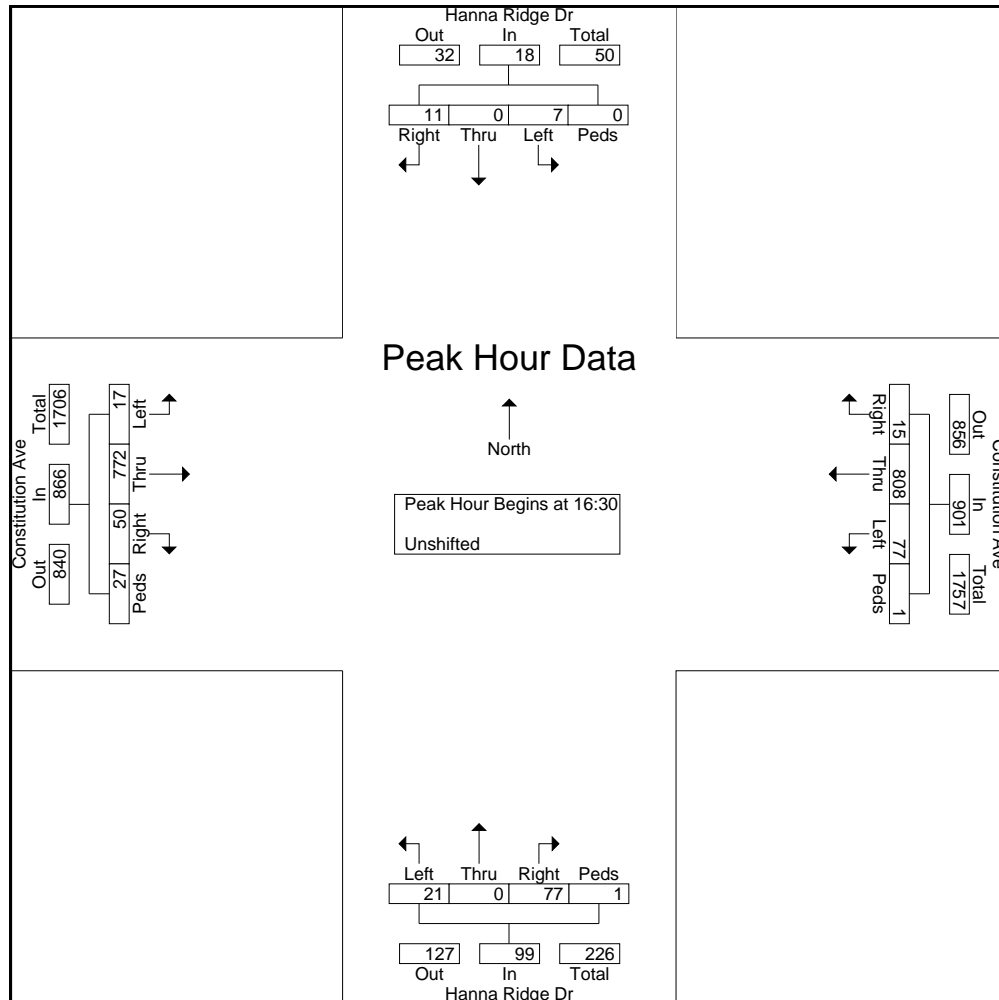 Hanna Ridge Dr
Out In Total
32 18 50
11 0 7 0
Right Thru Left Peds
Peak Hour Data
North
Peak Hour Begins at 16:30
Unshifted
Constitution Ave
Out In Total
840 866 1706
17 772 50 27
Left Thru Right Peds
Constitution Ave
Out In Total
856 901 1757
15 808 77 1
Right Thru Left Peds
Left Thru Right Peds
21 0 77 1
127 99 226
Out In Total
Hanna Ridge Dr